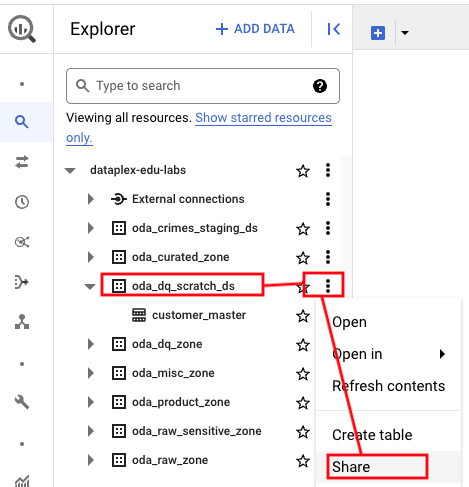 Explorer
+ ADD DATA
Type to search
Viewing all resources. Show starred resources
only.
dataplex-edu-labs
External connections
oda_crimes_staging_ds
oda_curated_zone
oda_dq_scratch_ds
customer_master
oda_dq_zone
oda_misc_zone
oda_product_zone
oda_raw_sensitive_zone
oda_raw_zone
Open
Open in
Refresh contents
Create table
Share